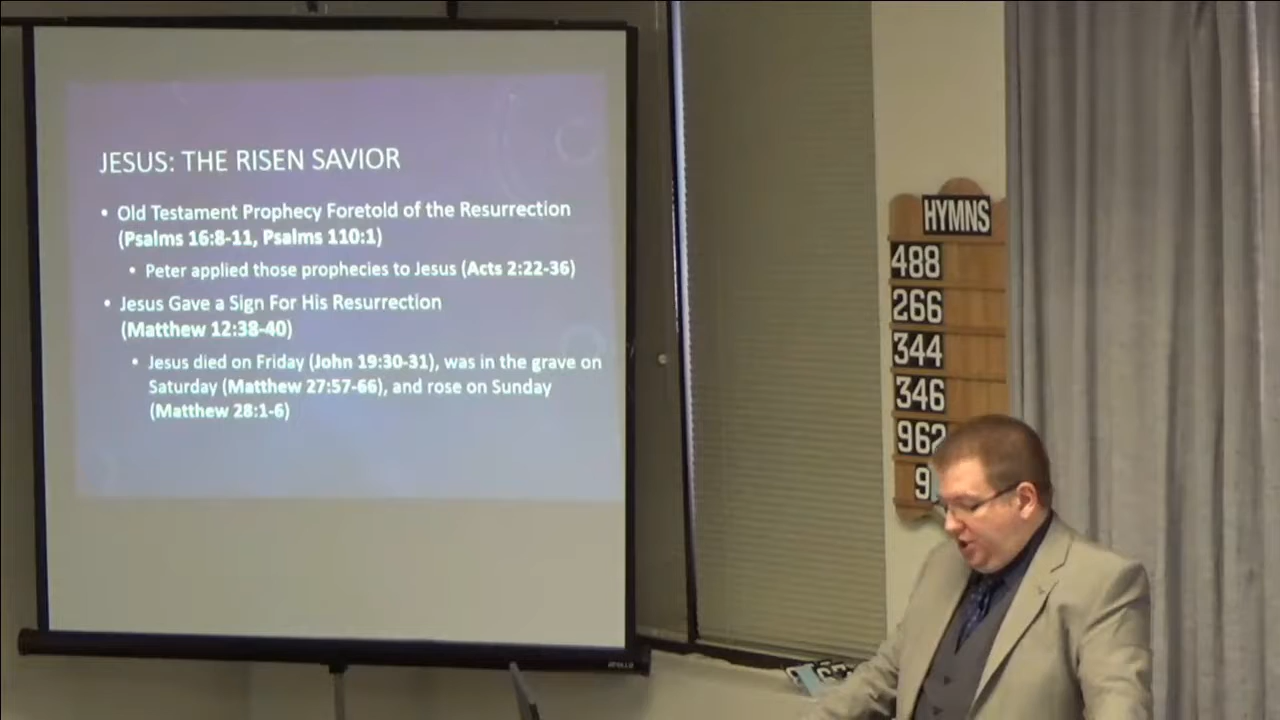 JESUS: THE RISEN SAVIOR
• Old Testament Prophecy Foretold of the Resurrection
(Psalms 16:8-11, Psalms 110:1)
• Peter applied those prophecies to Jesus (Acts 2:22-36)
• Jesus Gave a Sign For His Resurrection
(Matthew 12:38-40)
• Jesus died on Friday (John 19:30-31), was in the grave on
Saturday (Matthew 27:57-66), and rose on Sunday
(Matthew 28:1-6)
APOLLO
HYMNS
488
266
344
346
962